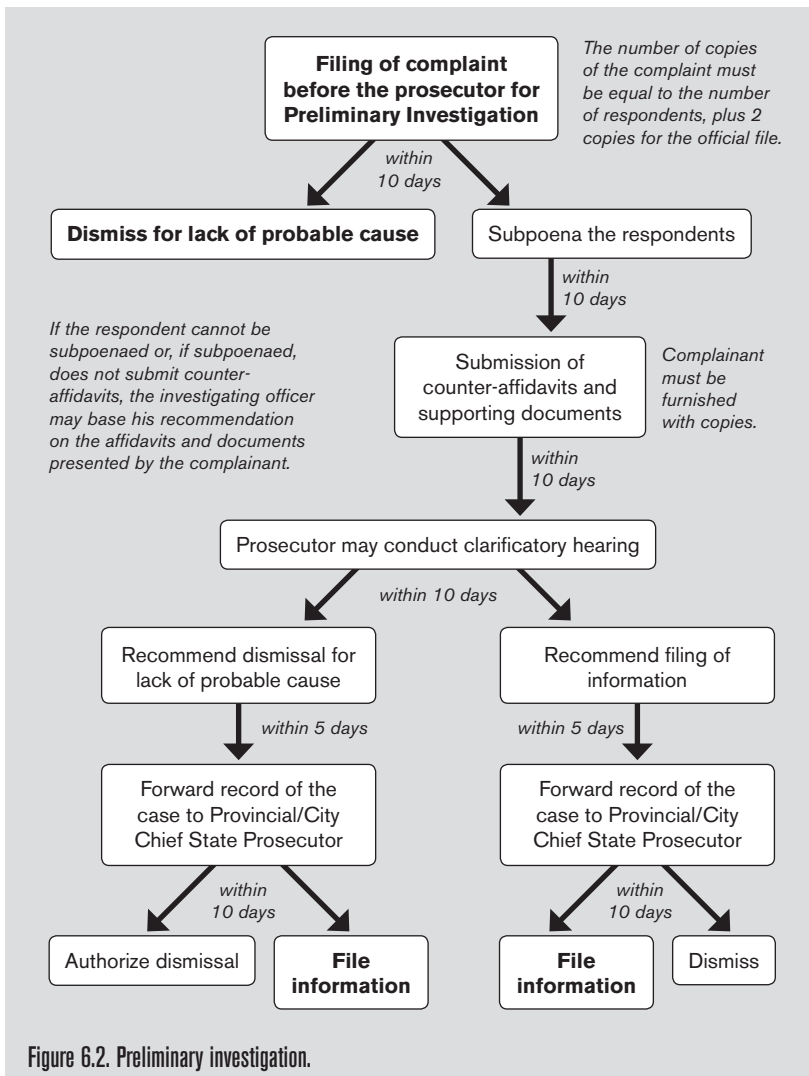 Filing of complaint
before the prosecutor for
Preliminary Investigation
The number of copies
of the complaint must
be equal to the number
of respondents, plus 2
copies for the official file.
within
10 days
Dismiss for lack of probable cause
Subpoena the respondents
within
10 days
If the respondent cannot be
subpoenaed or, if subpoenaed,
does not submit counter-
affidavits, the investigating officer
may base his recommendation
on the affidavits and documents
presented by the complainant.
Submission of
counter-affidavits and
supporting documents
Complainant
must be
furnished
with copies.
within
10 days
Prosecutor may conduct clarificatory hearing
within 10 days
Recommend dismissal for
lack of probable cause
Recommend filing of
information
within 5 days
within 5 days
Forward record of the
case to Provincial/City
Chief State Prosecutor
Forward record of the
case to Provincial/City
Chief State Prosecutor
within
10 days
within
10 days
Authorize dismissal
File
information
File
information
Dismiss
Figure 6.2. Preliminary investigation.